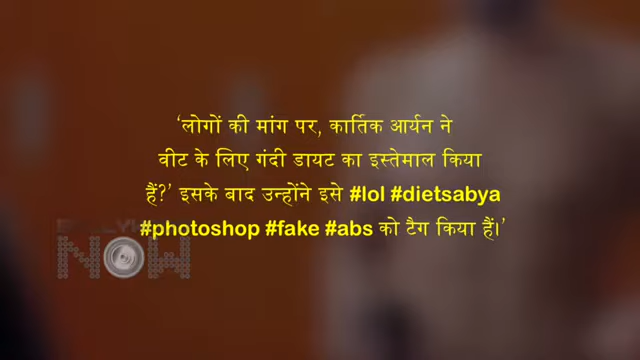 ‘लोगों की मांग पर, कार्तिक आर्यन ने
वीट के लिए गंदी डायट का इस्तेमाल किया
हैं?’ इसके बाद उन्होंने इसे #lol #dietsabya
#photoshop #fake #abs को टैग किया हैं।’
NOW